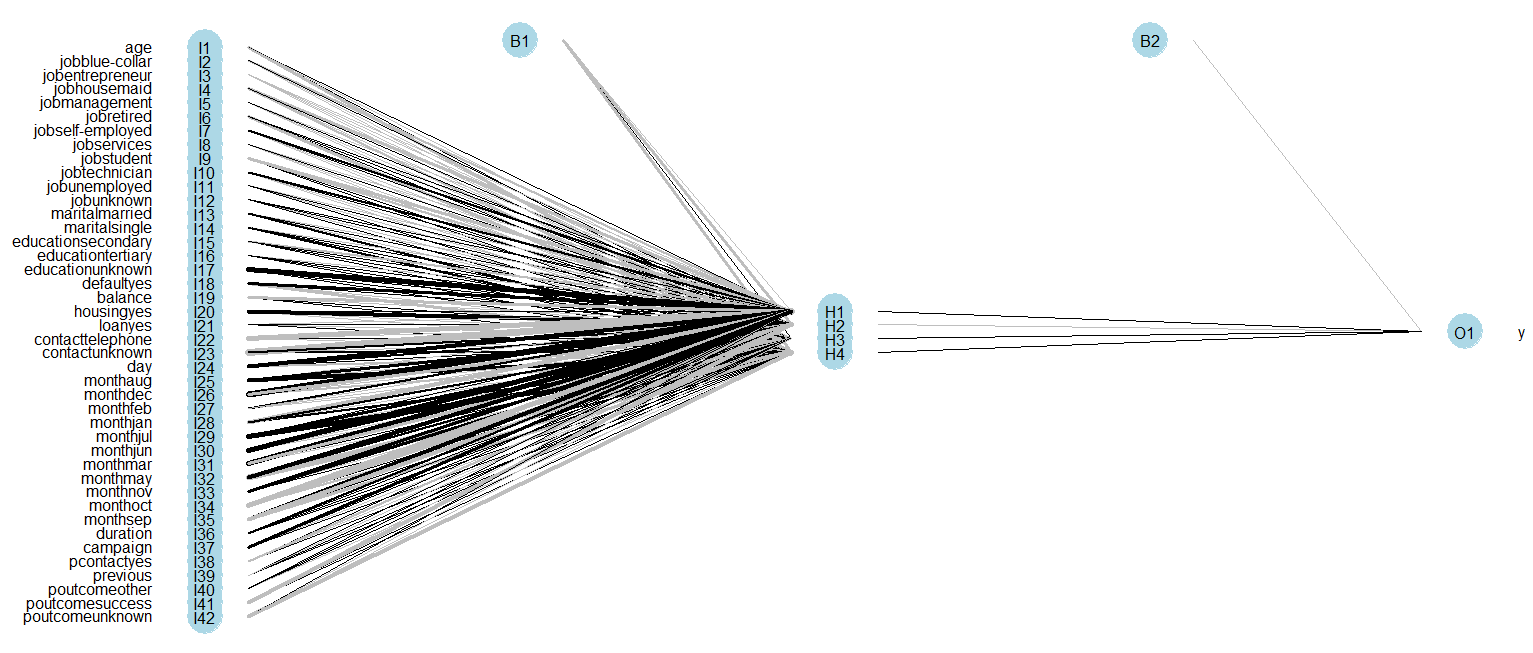 B1 B2
age I1
jobblue-collar I2
jobentrepreneur I3
jobhousemaid I4
jobmanagement I5
jobretired I6
jobself-employed I7
jobservices I8
jobstudent I9
jobtechnician I10
jobunemployed I11
jobunknown I12
maritalmarried I13
maritalsingle I14
educationsecondary I15
educationtertiary I16
educationunknown I17
defaultyes I18
balance I19
housingyes I20
H1
loanyes I21
H2
O1 y
contacttelephone I22
H3
contactunknown I23
H4
day I24
monthaug I25
monthdec I26
monthfeb I27
monthjan I28
monthjul I29
monthjun I30
monthmar I31
monthmay I32
monthnov I33
monthoct I34
monthsep I35
duration I36
campaign I37
pcontactyes I38
previous I39
poutcomeother I40
poutcomesuccess I41
poutcomeunknown I42